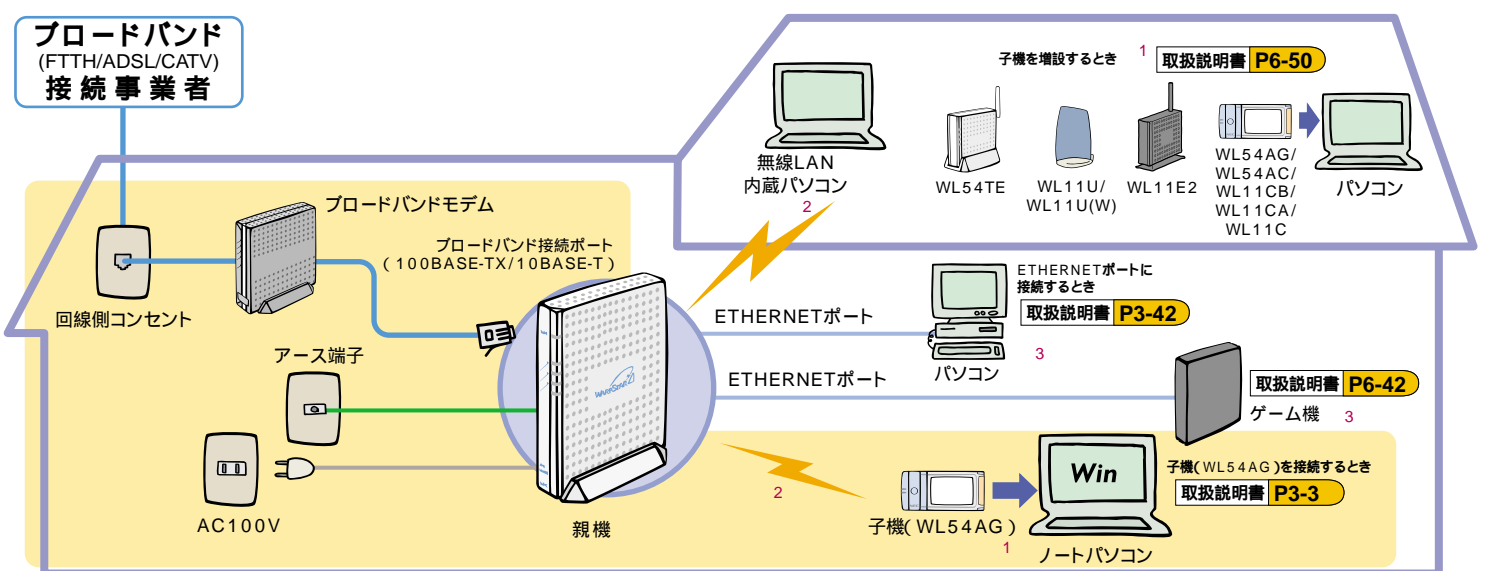 ブロードバンド
(FTTH/ADSL/CATV)
接続事業者
子機を増設するとき 1 取扱説明書 P6-50
無線LAN
内蔵パソコン
2
WL54TE
WL11U/
WL11U(W)
WL11E2
WL54AG/
WL54AC/
WL11CB/
WL11CA/
WL11C
パソコン
ブロードバンドモデム
ブロードバンド接続ポート
(100BASE-TX/10BASE-T)
回線側コンセント
アース端子
AC100V
WARPSTAR
親機
ETHERNETポート
ETHERNETポートに
接続するとき
取扱説明書 P3-42
3
パソコン
ETHERNETポート
取扱説明書 P6-42
ゲーム機 3
2
子機(WL54AG)
1
Win
子機(WL54AG)を接続するとき
取扱説明書 P3-3
ノートパソコン